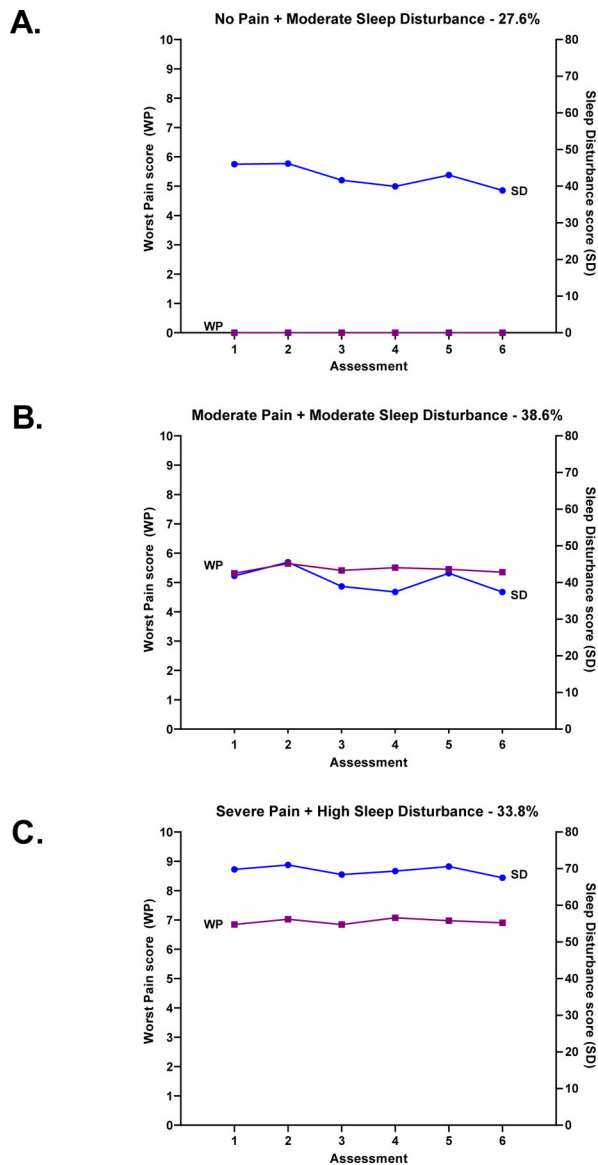 A.
No Pain + Moderate Sleep Disturbance - 27.6%
Worst Pain score (WP)
10
9
8
7
6
5
4
3
2
1
0
WP
SD
80
70
60
50
40
30
20
10
0
Sleep Disturbance score (SD)
1 2 3 4 5 6
Assessment
B.
Moderate Pain + Moderate Sleep Disturbance - 38.6%
Worst Pain score (WP)
10
9
8
7
6
5
4
3
2
1
0
WP
SD
80
70
60
50
40
30
20
10
0
Sleep Disturbance score (SD)
1 2 3 4 5 6
Assessment
C.
Severe Pain + High Sleep Disturbance - 33.8%
Worst Pain score (WP)
10
9
8
7
6
5
4
3
2
1
0
WP
SD
80
70
60
50
40
30
20
10
0
Sleep Disturbance score (SD)
1 2 3 4 5 6
Assessment